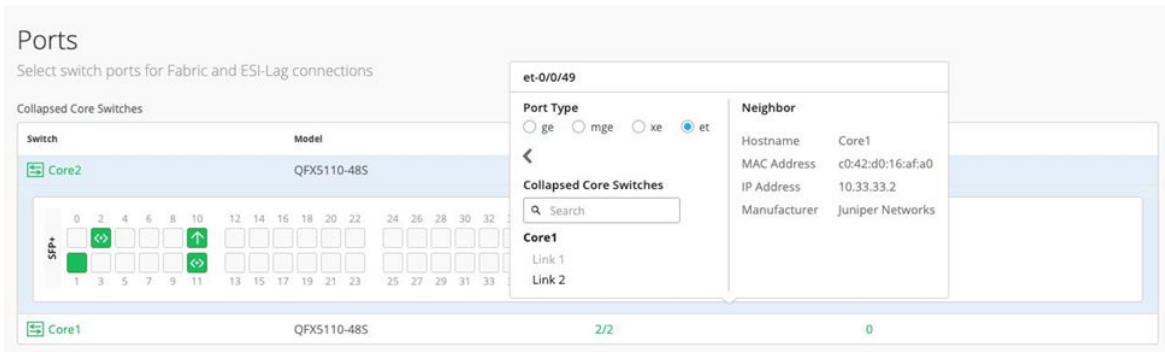 Ports
Select switch ports for Fabric and ESI-Lag connections
Collapsed Core Switches
Switch Model
Core2 QFX5110-48S
0 2 4 6 8 10 12 14 16 18 20 22 24 26 28 30 32
SFP+
1 3 5 7 9 11 13 15 17 19 21 23 25 27 29 31 33
et-0/0/49
Port Type
ge mge xe et
Collapsed Core Switches
Search
Core1
Link 1
Link 2
Neighbor
Hostname Core1
MAC Address c0:42:d0:16:af:a0
IP Address 10.33.33.2
Manufacturer Juniper Networks
Core1 QFX5110-48S 2/2 0